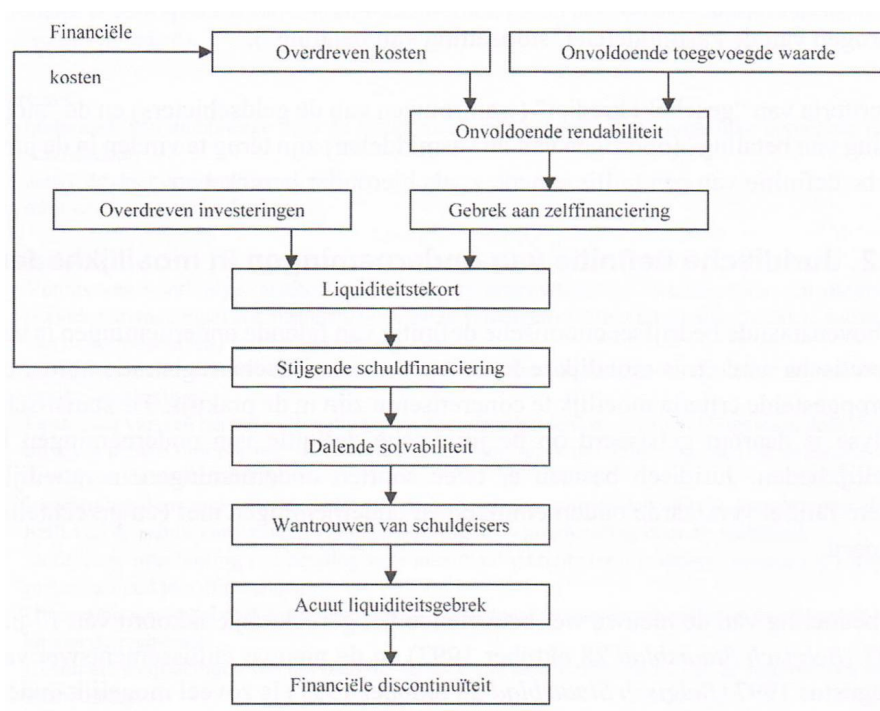 Financiële
kosten
Overdreven kosten
Onvoldoende toegevoegde waarde
Onvoldoende rendabiliteit
Overdreven investeringen
Gebrek aan zelffinanciering
Liquiditeitstekort
Stijgende schuldfinanciering
Dalende solvabiliteit
Wantrouwen van schuldeisers
Acuut liquiditeitsgebrek
Financiële discontinuïteit